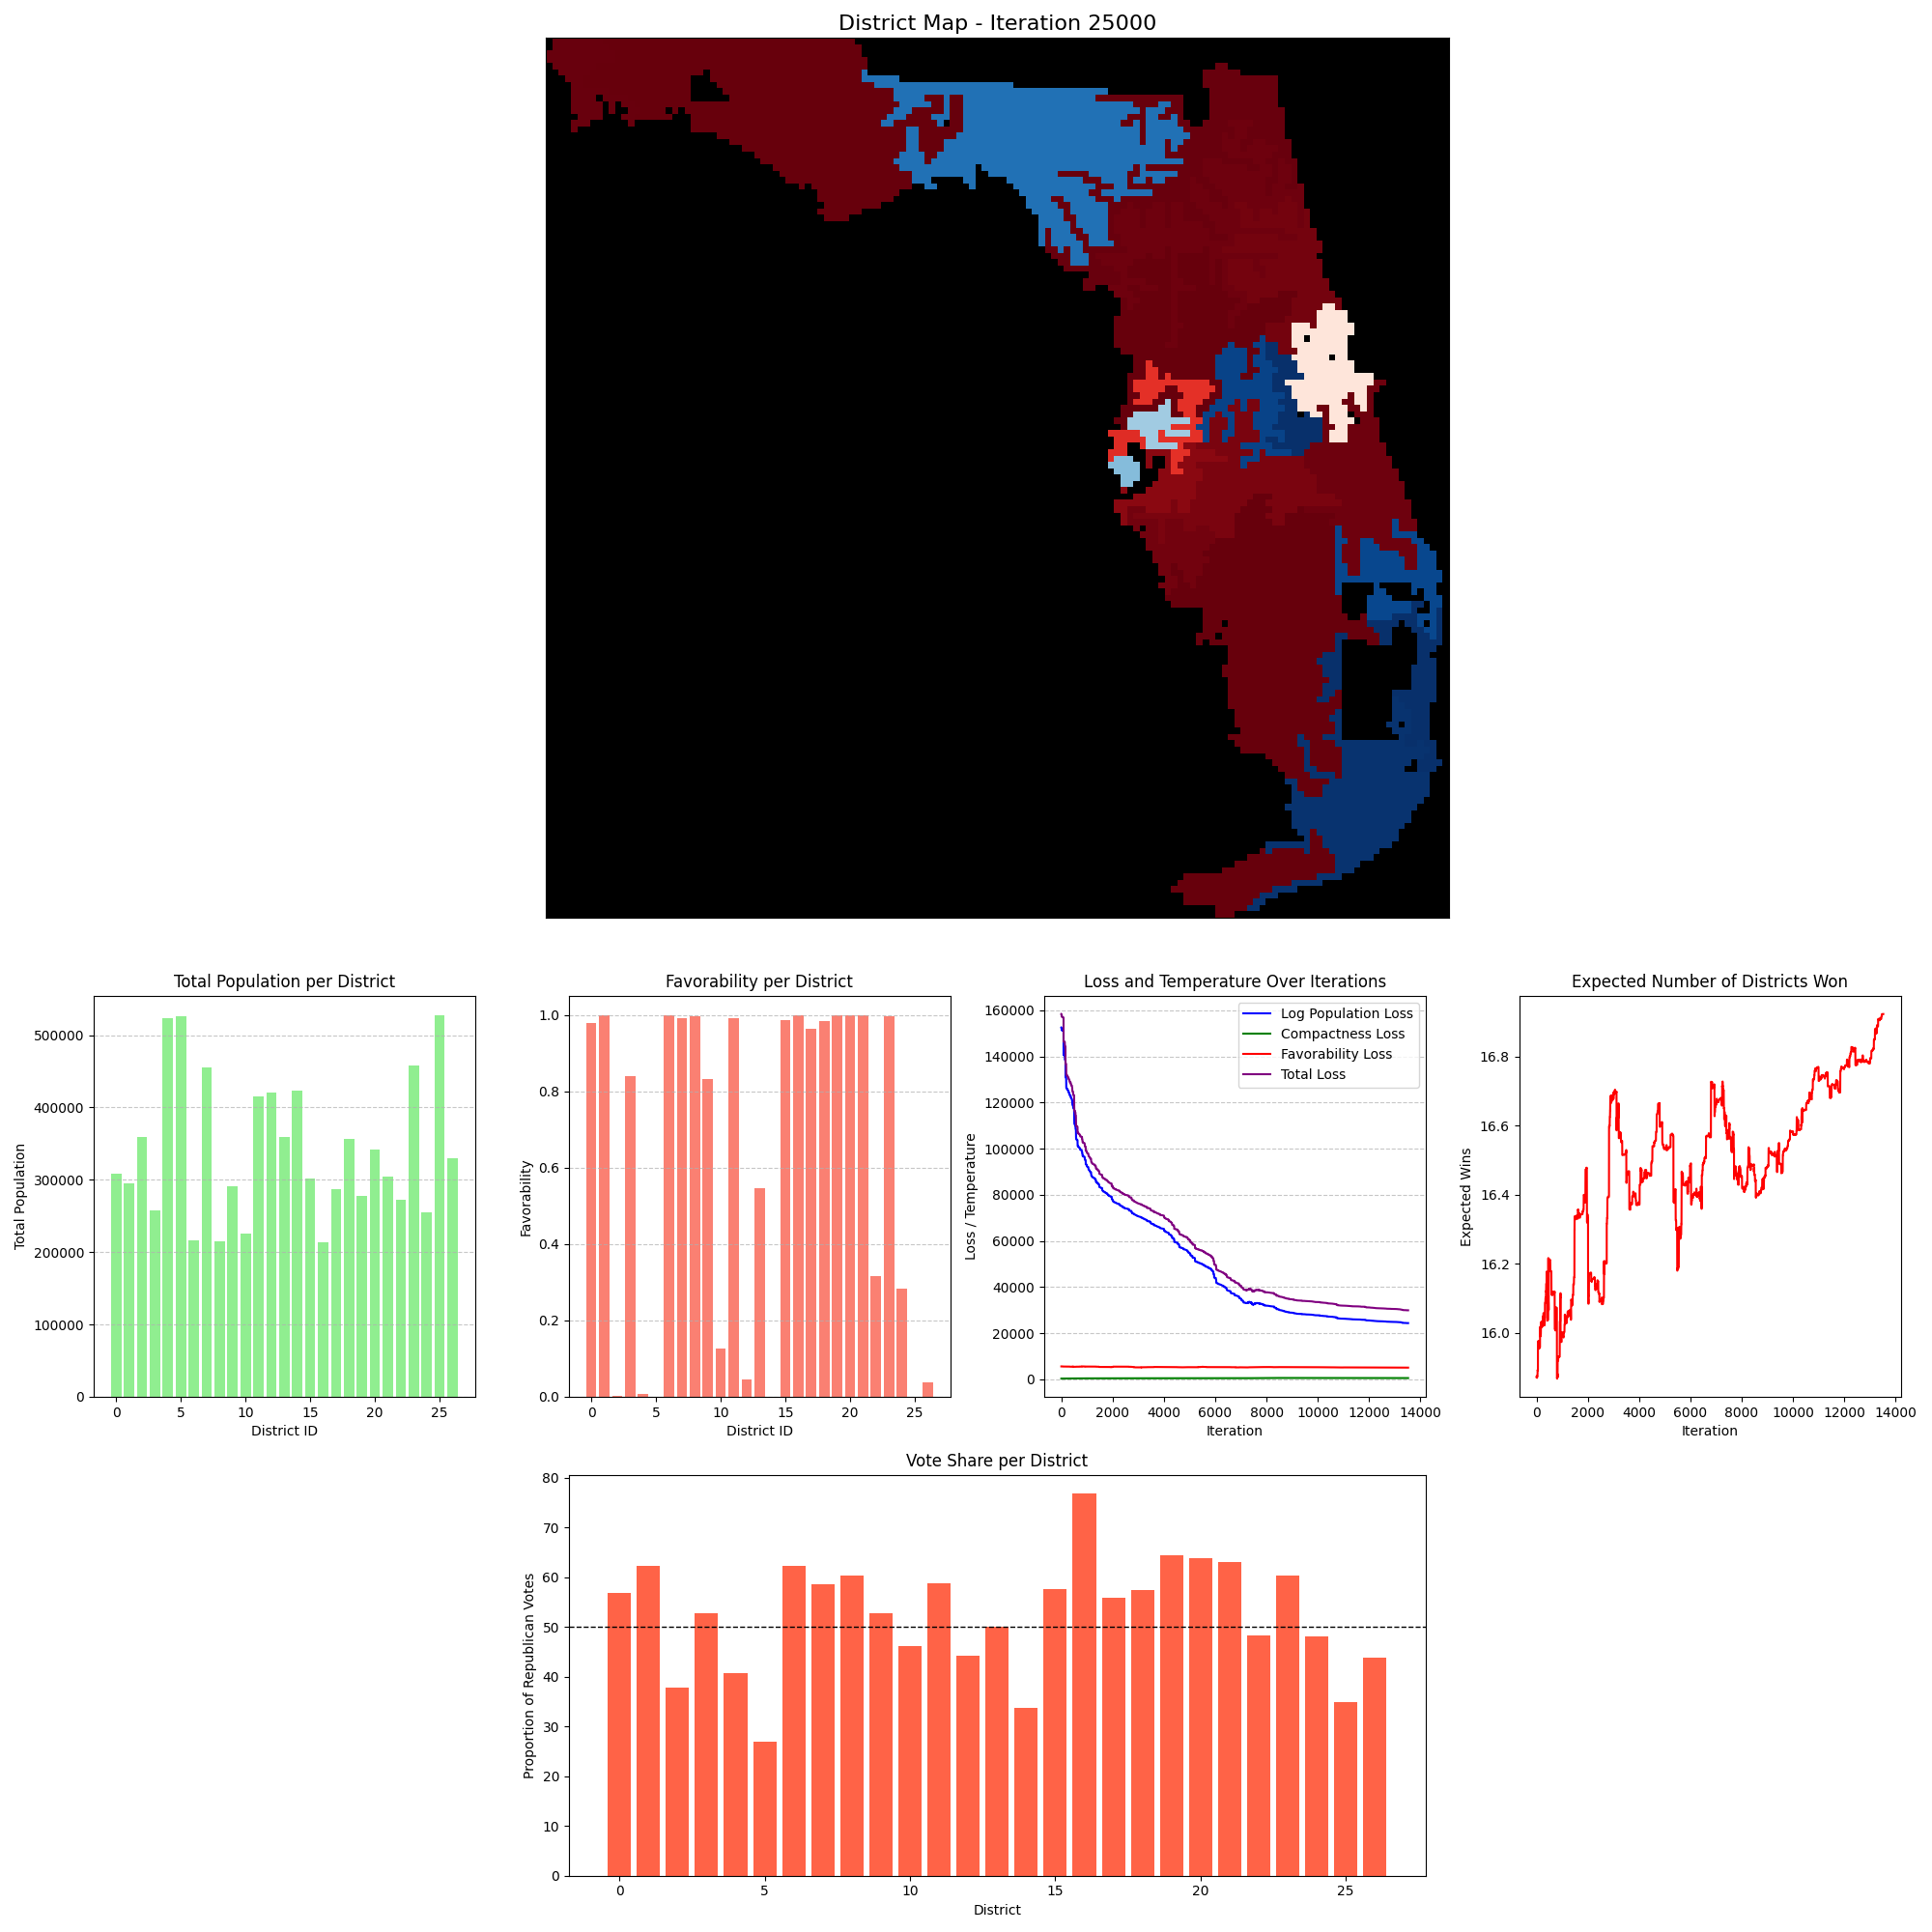 District Map - Iteration 25000
Total Population per District
Total Population
500000
400000
300000
200000
100000
0
0 5 10 15 20 25
District ID
Favorability per District
Favorability
1.0
0.8
0.6
0.4
0.2
0.0
0 5 10 15 20 25
District ID
Loss and Temperature Over Iterations
Loss / Temperature
160000
140000
120000
100000
80000
60000
40000
20000
0
Log Population Loss
Compactness Loss
Favorability Loss
Total Loss
0 2000 4000 6000 8000 10000 12000 14000
Iteration
Expected Number of Districts Won
Expected Wins
16.8
16.6
16.4
16.2
16.0
0 2000 4000 6000 8000 10000 12000 14000
Iteration
Vote Share per District
Proportion of Republican Votes
80
70
60
50
40
30
20
10
0
0 5 10 15 20 25
District